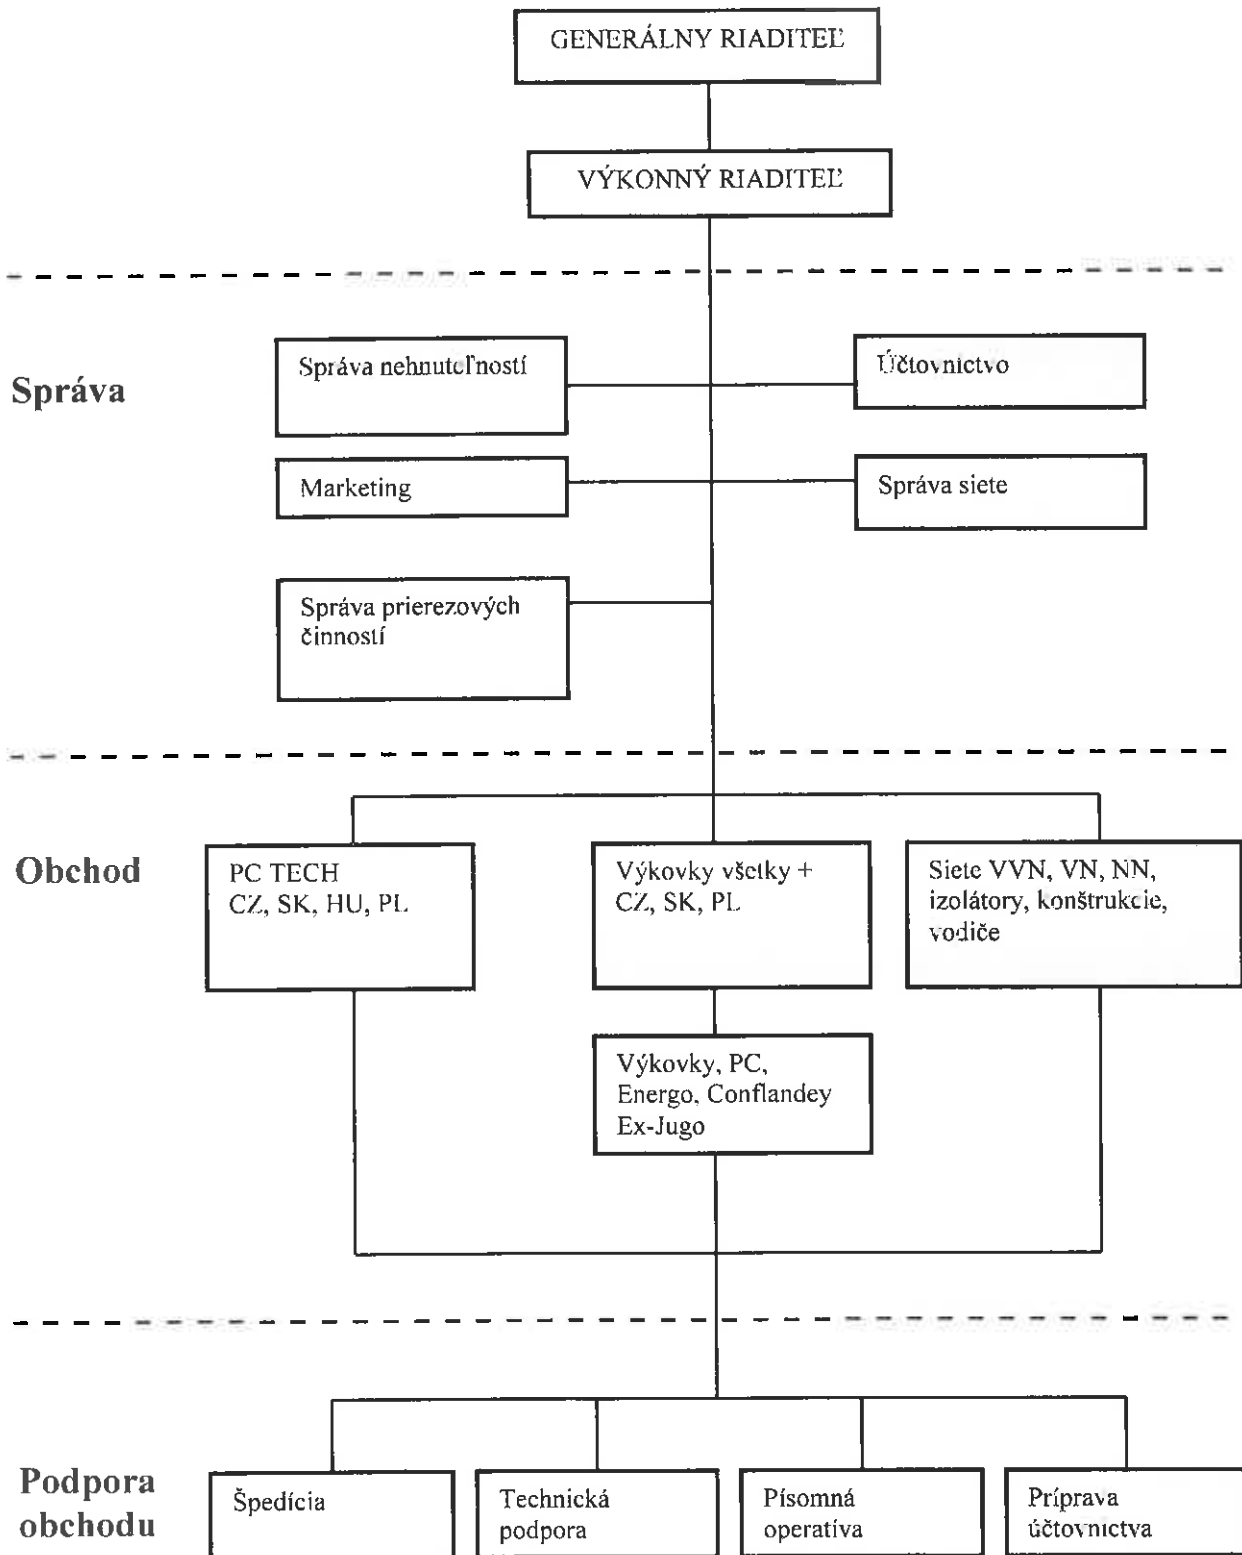 GENERÁLNY RIADITEĽ
VÝKONNÝ RIADITEĽ
Správa
Správa nehnuteľností
Účtovníctvo
Marketing
Správa siete
Správa prierezových
činností
Obchod
PC TECH
CZ, SK, HU, PL
Výkovky všetky +
CZ, SK, PL
Siete VVN, VN, NN,
izolátory, konštrukcie,
vodiče
Výkovky, PC,
Energo, Conflandey
Ex-Jugo
Podpora
obchodu
Špedícia
Technická
podpora
Písomná
operatíva
Príprava
účtovníctva